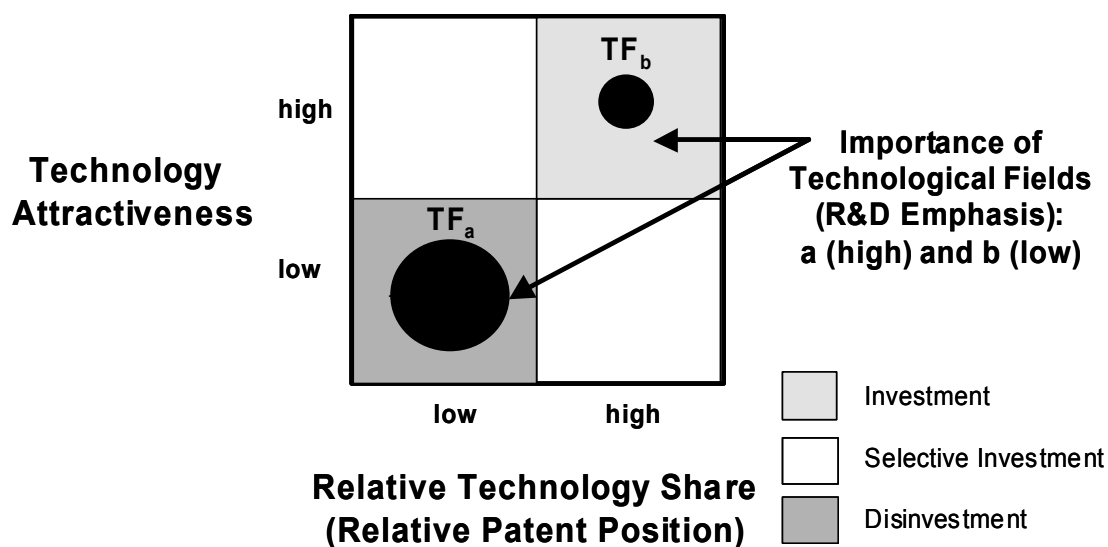 TF_b
high
Technology
Attractiveness
Importance of
Technological Fields
(R&D Emphasis):
a (high) and b (low)
TF_a
low
low
high
Relative Technology Share
(Relative Patent Position)
Investment
Selective Investment
Disinvestment